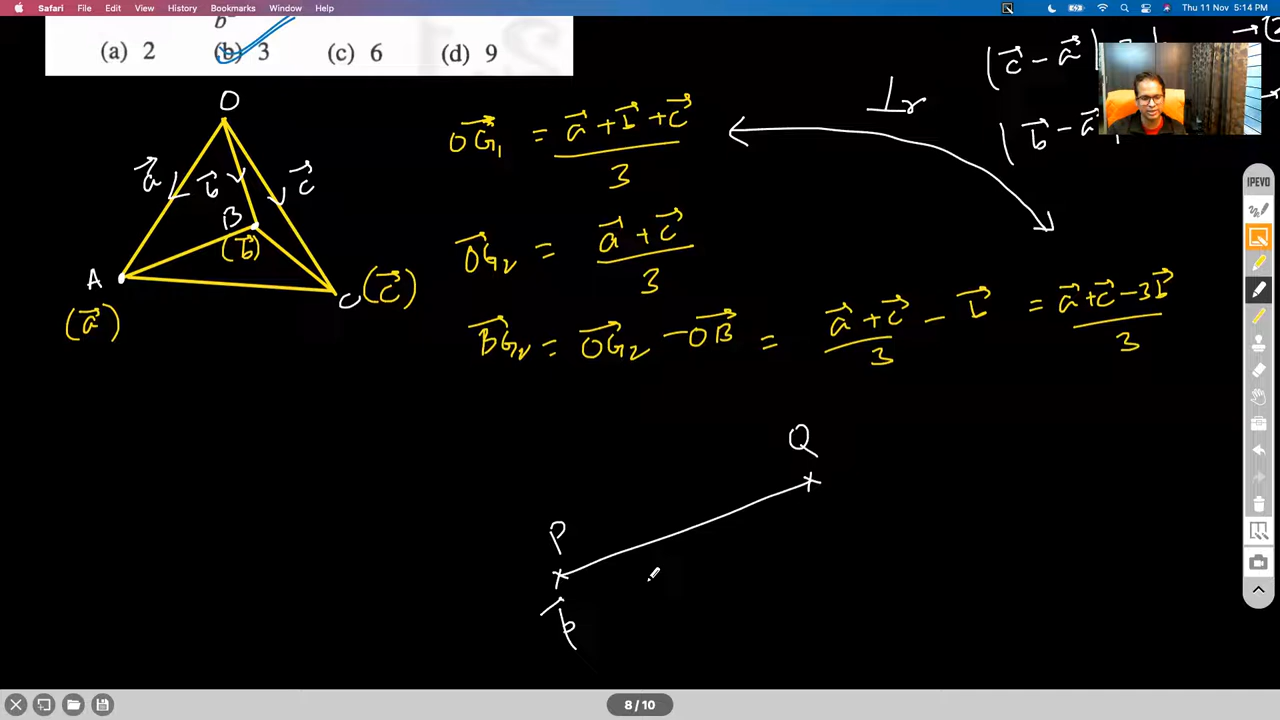 Safari File Edit View History Bookmarks Window Help Thu 11 Nov 5:14 PM
b
(a) 2 (b) 3 (c) 6 (d) 9
|c⃗ - a⃗|
|b⃗ - a⃗|
⊥r
O
a⃗ b⃗ c⃗
B
(b⃗)
A
(a⃗)
C (c⃗)
OG₁⃗ = a⃗ + b⃗ + c⃗ / 3
OG₂⃗ = a⃗ + c⃗ / 3
BG₂⃗ = OG₂⃗ - OB⃗ = a⃗ + c⃗ / 3 - b⃗ = a⃗ + c⃗ - 3b⃗ / 3
Q
P
p⃗
IPEVO
8 / 10